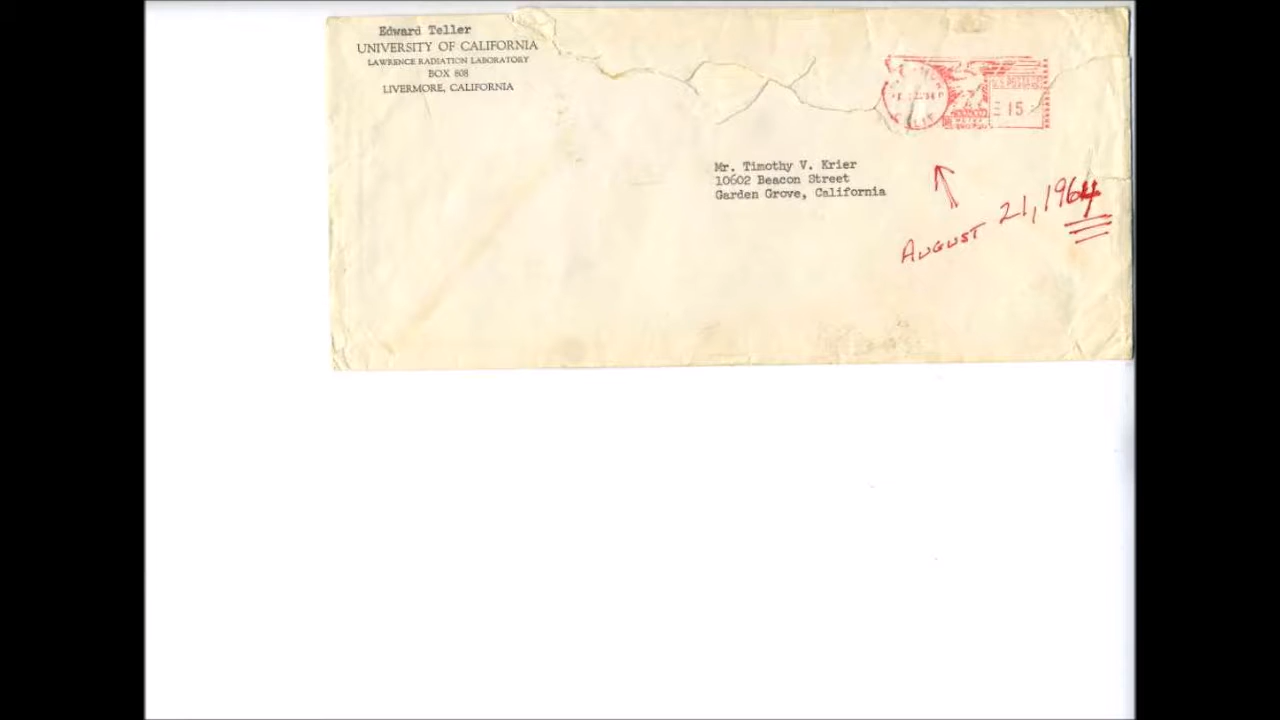 Edward Teller
UNIVERSITY OF CALIFORNIA
LAWRENCE RADIATION LABORATORY
BOX 808
LIVERMORE, CALIFORNIA
15
Mr. Timothy V. Krier
10602 Beacon Street
Garden Grove, California
AUGUST 21, 1964